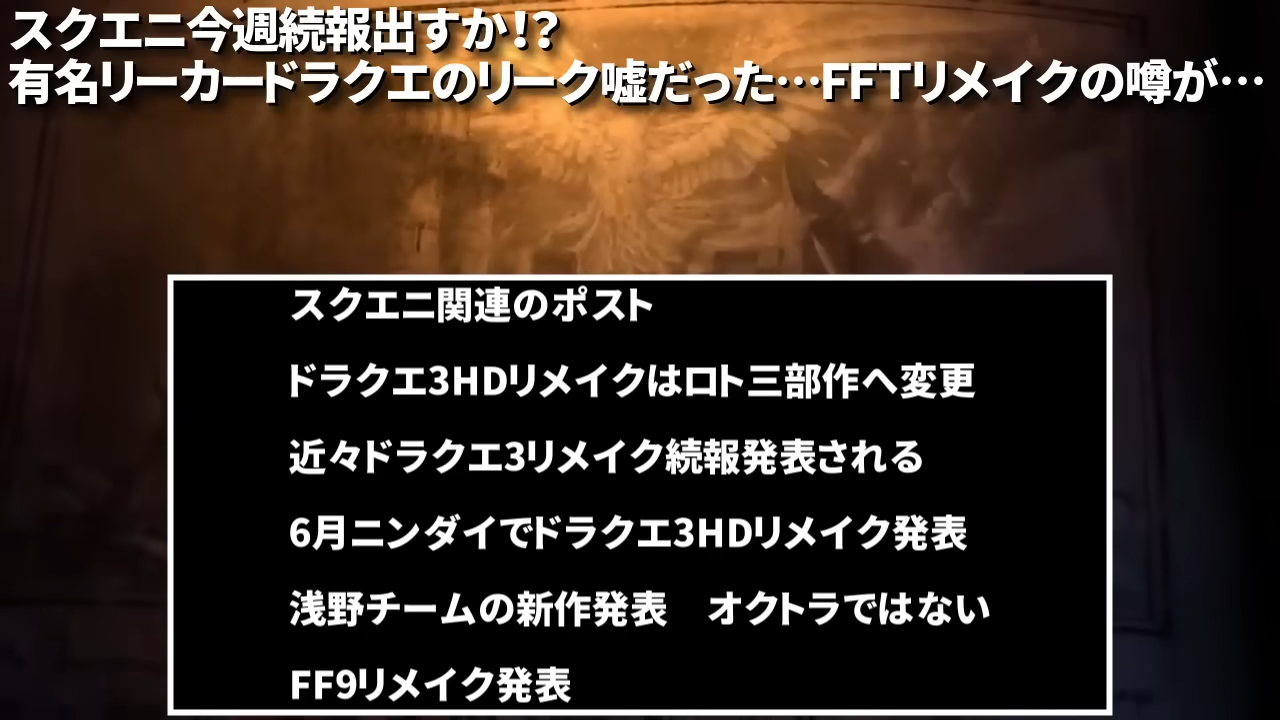 スクエニ今週続報出すか!?
有名リーカードラクエのリーク嘘だった…FFTリメイクの噂が…
スクエニ関連のポスト
ドラクエ3HDリメイクはロト三部作へ変更
近々ドラクエ3リメイク続報発表される
6月ニンダイでドラクエ3HDリメイク発表
浅野チームの新作発表　オクトラではない
FF9リメイク発表